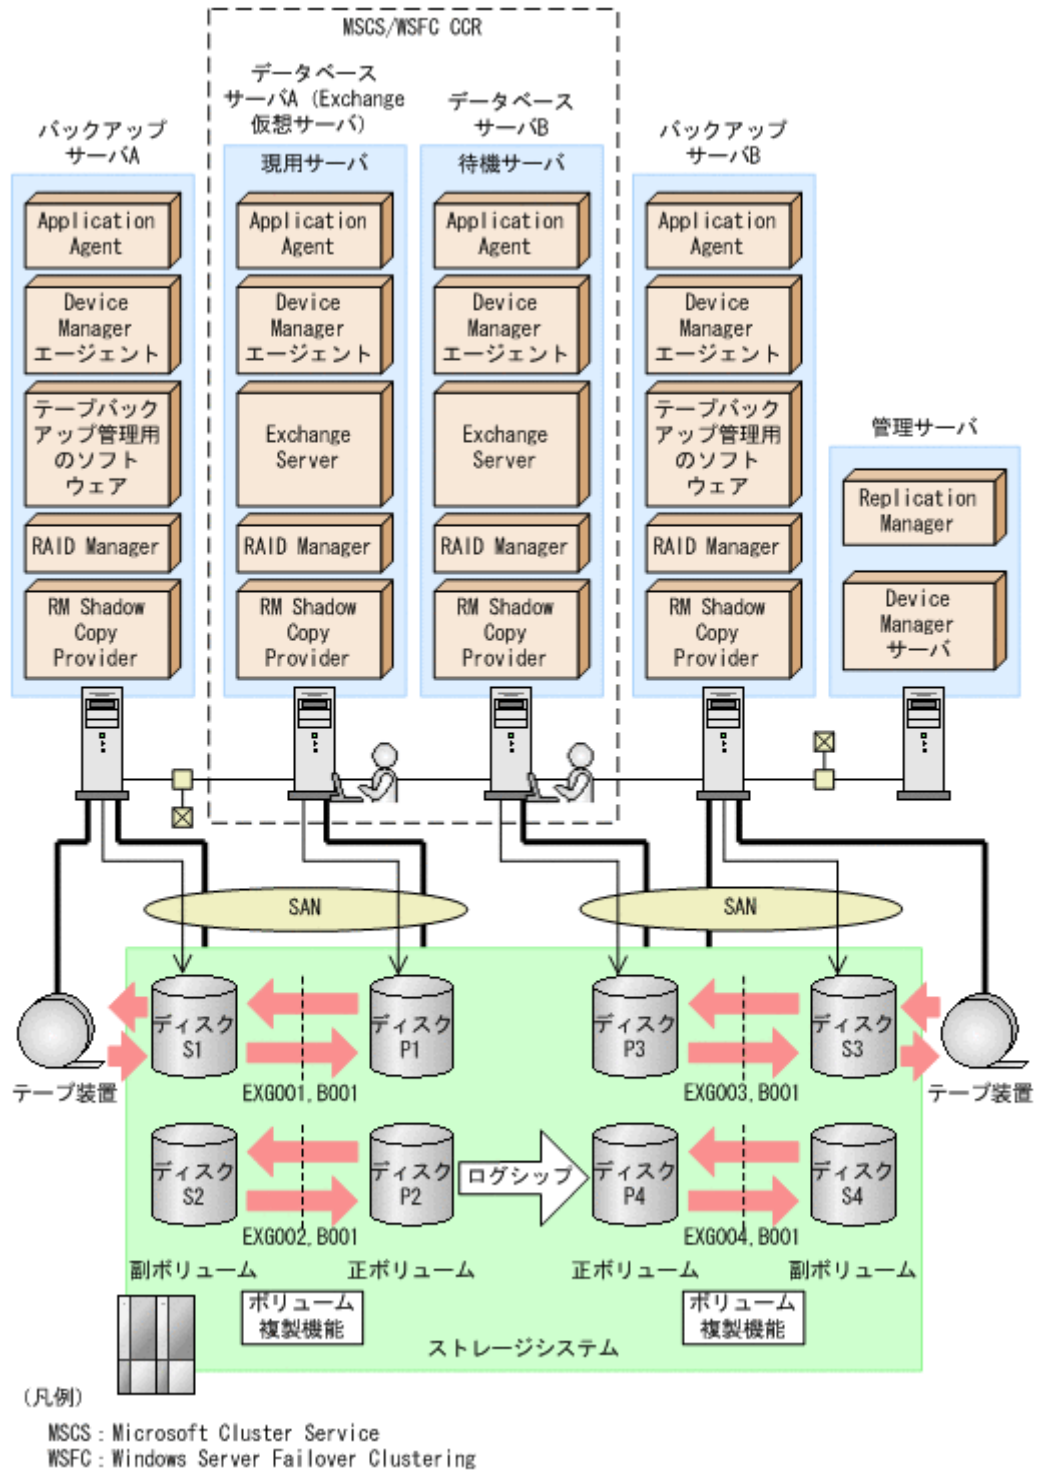 MSCS/WSFC CCR
バックアップ
サーバA
データベース
サーバA（Exchange
仮想サーバ）
データベース
サーバB
バックアップ
サーバB
管理サーバ
Application
Agent
Device
Manager
エージェント
テープバック
アップ管理用
のソフト
ウェア
RAID Manager
RM Shadow
Copy
Provider
現用サーバ
Application
Agent
Device
Manager
エージェント
Exchange
Server
RAID Manager
RM Shadow
Copy
Provider
待機サーバ
Application
Agent
Device
Manager
エージェント
Exchange
Server
RAID Manager
RM Shadow
Copy
Provider
Application
Agent
Device
Manager
エージェント
テープバック
アップ管理用
のソフト
ウェア
RAID Manager
RM Shadow
Copy
Provider
Replication
Manager
Device
Manager
サーバ
SAN
SAN
ディスク
S1
ディスク
P1
ディスク
P3
ディスク
S3
テープ装置
EXG001,B001
EXG003,B001
テープ装置
ディスク
S2
ディスク
P2
ログシップ
ディスク
P4
ディスク
S4
EXG002,B001
EXG004,B001
副ボリューム
正ボリューム
正ボリューム
副ボリューム
ボリューム
複製機能
ボリューム
複製機能
ストレージシステム
（凡例）
MSCS：Microsoft Cluster Service
WSFC：Windows Server Failover Clustering